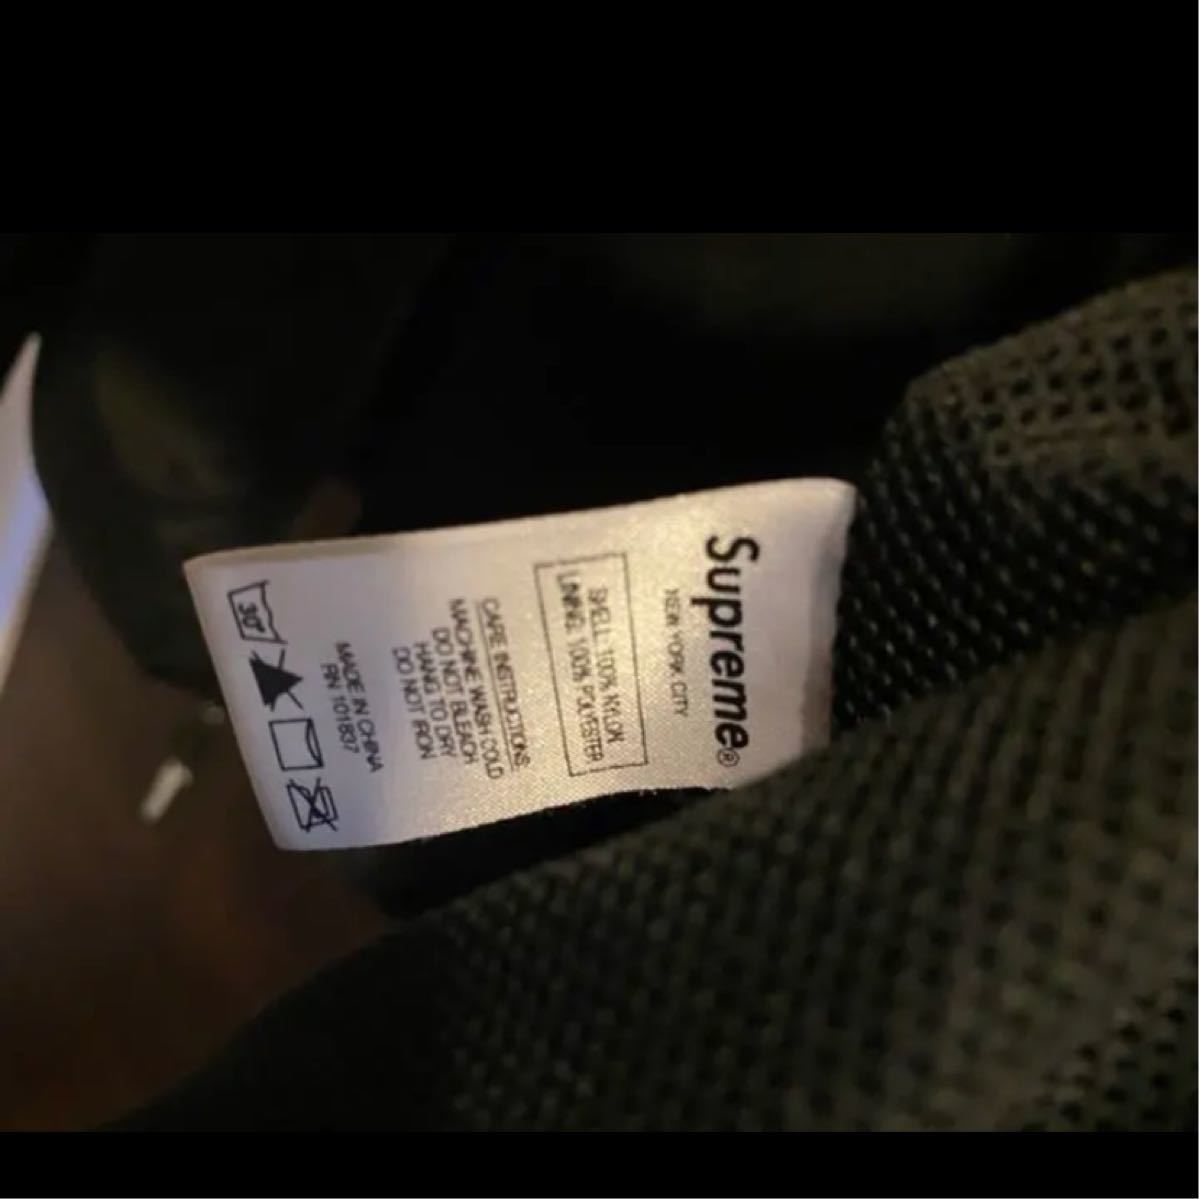 Supreme®
NEW YORK CITY
SHELL: 100% NYLON
LINING: 100% POLYESTER
CARE INSTRUCTIONS:
MACHINE WASH COLD
DO NOT BLEACH
HANG TO DRY
DO NOT IRON
MADE IN CHINA
RN 101837
30°